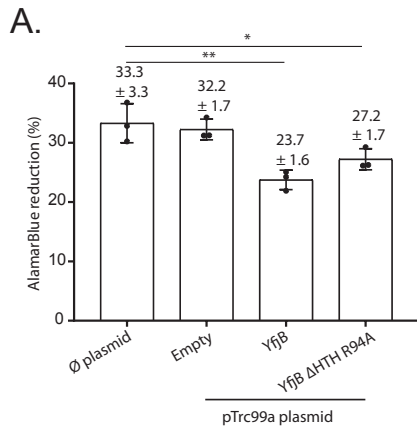 A.
*
**
33.3
± 3.3
32.2
± 1.7
23.7
± 1.6
27.2
± 1.7
AlamarBlue reduction (%)
40
30
20
10
0
Ø plasmid
Empty
YfjB
YfjB ΔHTH R94A
pTrc99a plasmid